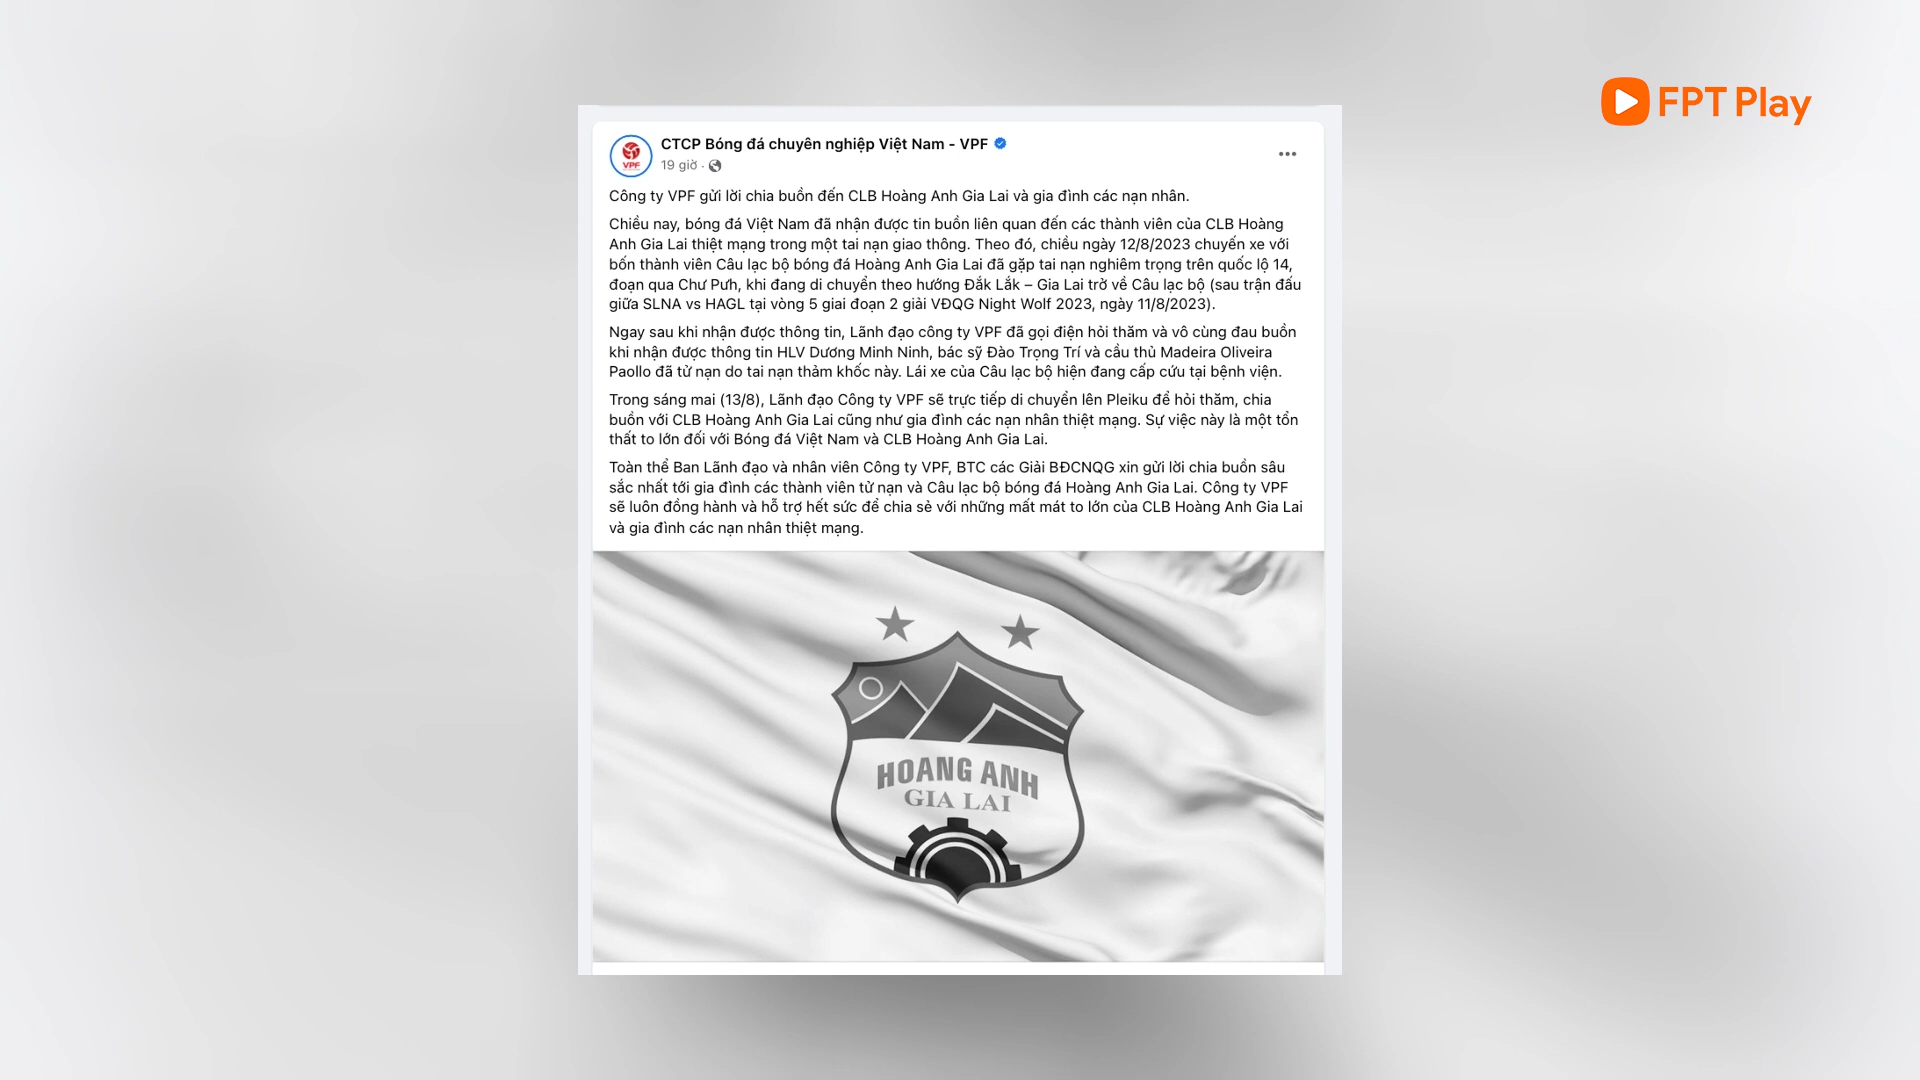 FPT Play
CTCP Bóng đá chuyên nghiệp Việt Nam - VPF
VPF
19 giờ ·
Công ty VPF gửi lời chia buồn đến CLB Hoàng Anh Gia Lai và gia đình các nạn nhân.
Chiều nay, bóng đá Việt Nam đã nhận được tin buồn liên quan đến các thành viên của CLB Hoàng
Anh Gia Lai thiệt mạng trong một tai nạn giao thông. Theo đó, chiều ngày 12/8/2023 chuyến xe với
bốn thành viên Câu lạc bộ bóng đá Hoàng Anh Gia Lai đã gặp tai nạn nghiêm trọng trên quốc lộ 14,
đoạn qua Chư Pưh, khi đang di chuyển theo hướng Đắk Lắk – Gia Lai trở về Câu lạc bộ (sau trận đấu
giữa SLNA vs HAGL tại vòng 5 giai đoạn 2 giải VĐQG Night Wolf 2023, ngày 11/8/2023).
Ngay sau khi nhận được thông tin, Lãnh đạo công ty VPF đã gọi điện hỏi thăm và vô cùng đau buồn
khi nhận được thông tin HLV Dương Minh Ninh, bác sỹ Đào Trọng Trí và cầu thủ Madeira Oliveira
Paollo đã tử nạn do tai nạn thảm khốc này. Lái xe của Câu lạc bộ hiện đang cấp cứu tại bệnh viện.
Trong sáng mai (13/8), Lãnh đạo Công ty VPF sẽ trực tiếp di chuyển lên Pleiku để hỏi thăm, chia
buồn với CLB Hoàng Anh Gia Lai cũng như gia đình các nạn nhân thiệt mạng. Sự việc này là một tổn
thất to lớn đối với Bóng đá Việt Nam và CLB Hoàng Anh Gia Lai.
Toàn thể Ban Lãnh đạo và nhân viên Công ty VPF, BTC các Giải BĐCNQG xin gửi lời chia buồn sâu
sắc nhất tới gia đình các thành viên tử nạn và Câu lạc bộ bóng đá Hoàng Anh Gia Lai. Công ty VPF
sẽ luôn đồng hành và hỗ trợ hết sức để chia sẻ với những mất mát to lớn của CLB Hoàng Anh Gia Lai
và gia đình các nạn nhân thiệt mạng.
HOANG ANH
GIA LAI